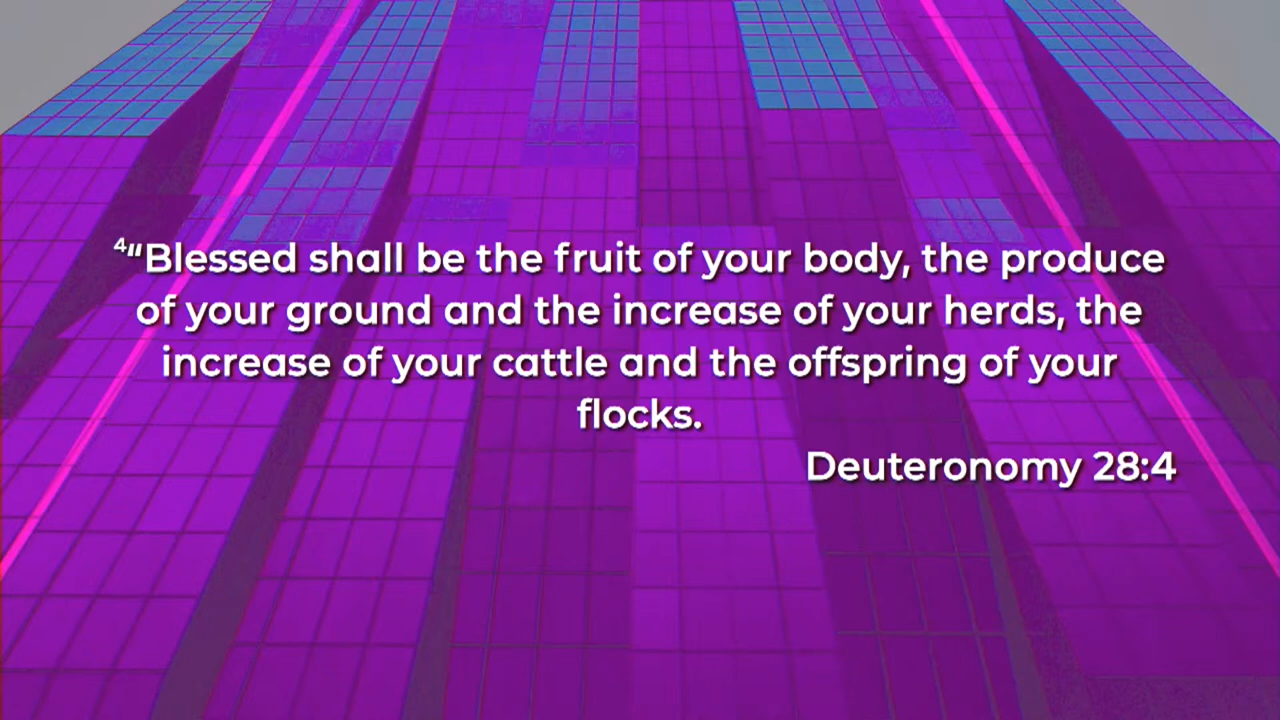 4“Blessed shall be the fruit of your body, the produce
of your ground and the increase of your herds, the
increase of your cattle and the offspring of your
flocks.
Deuteronomy 28:4